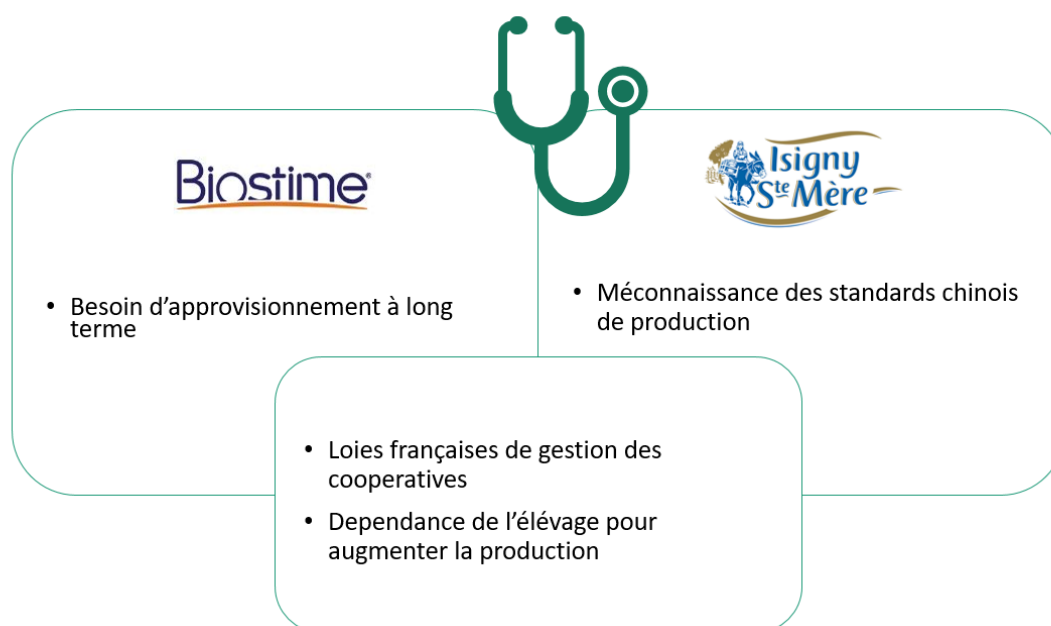 Biostime
Isigny
Ste Mère
• Besoin d’approvisionnement à long
terme
• Méconnaissance des standards chinois
de production
• Loies françaises de gestion des
cooperatives
• Dependance de l’élévage pour
augmenter la production